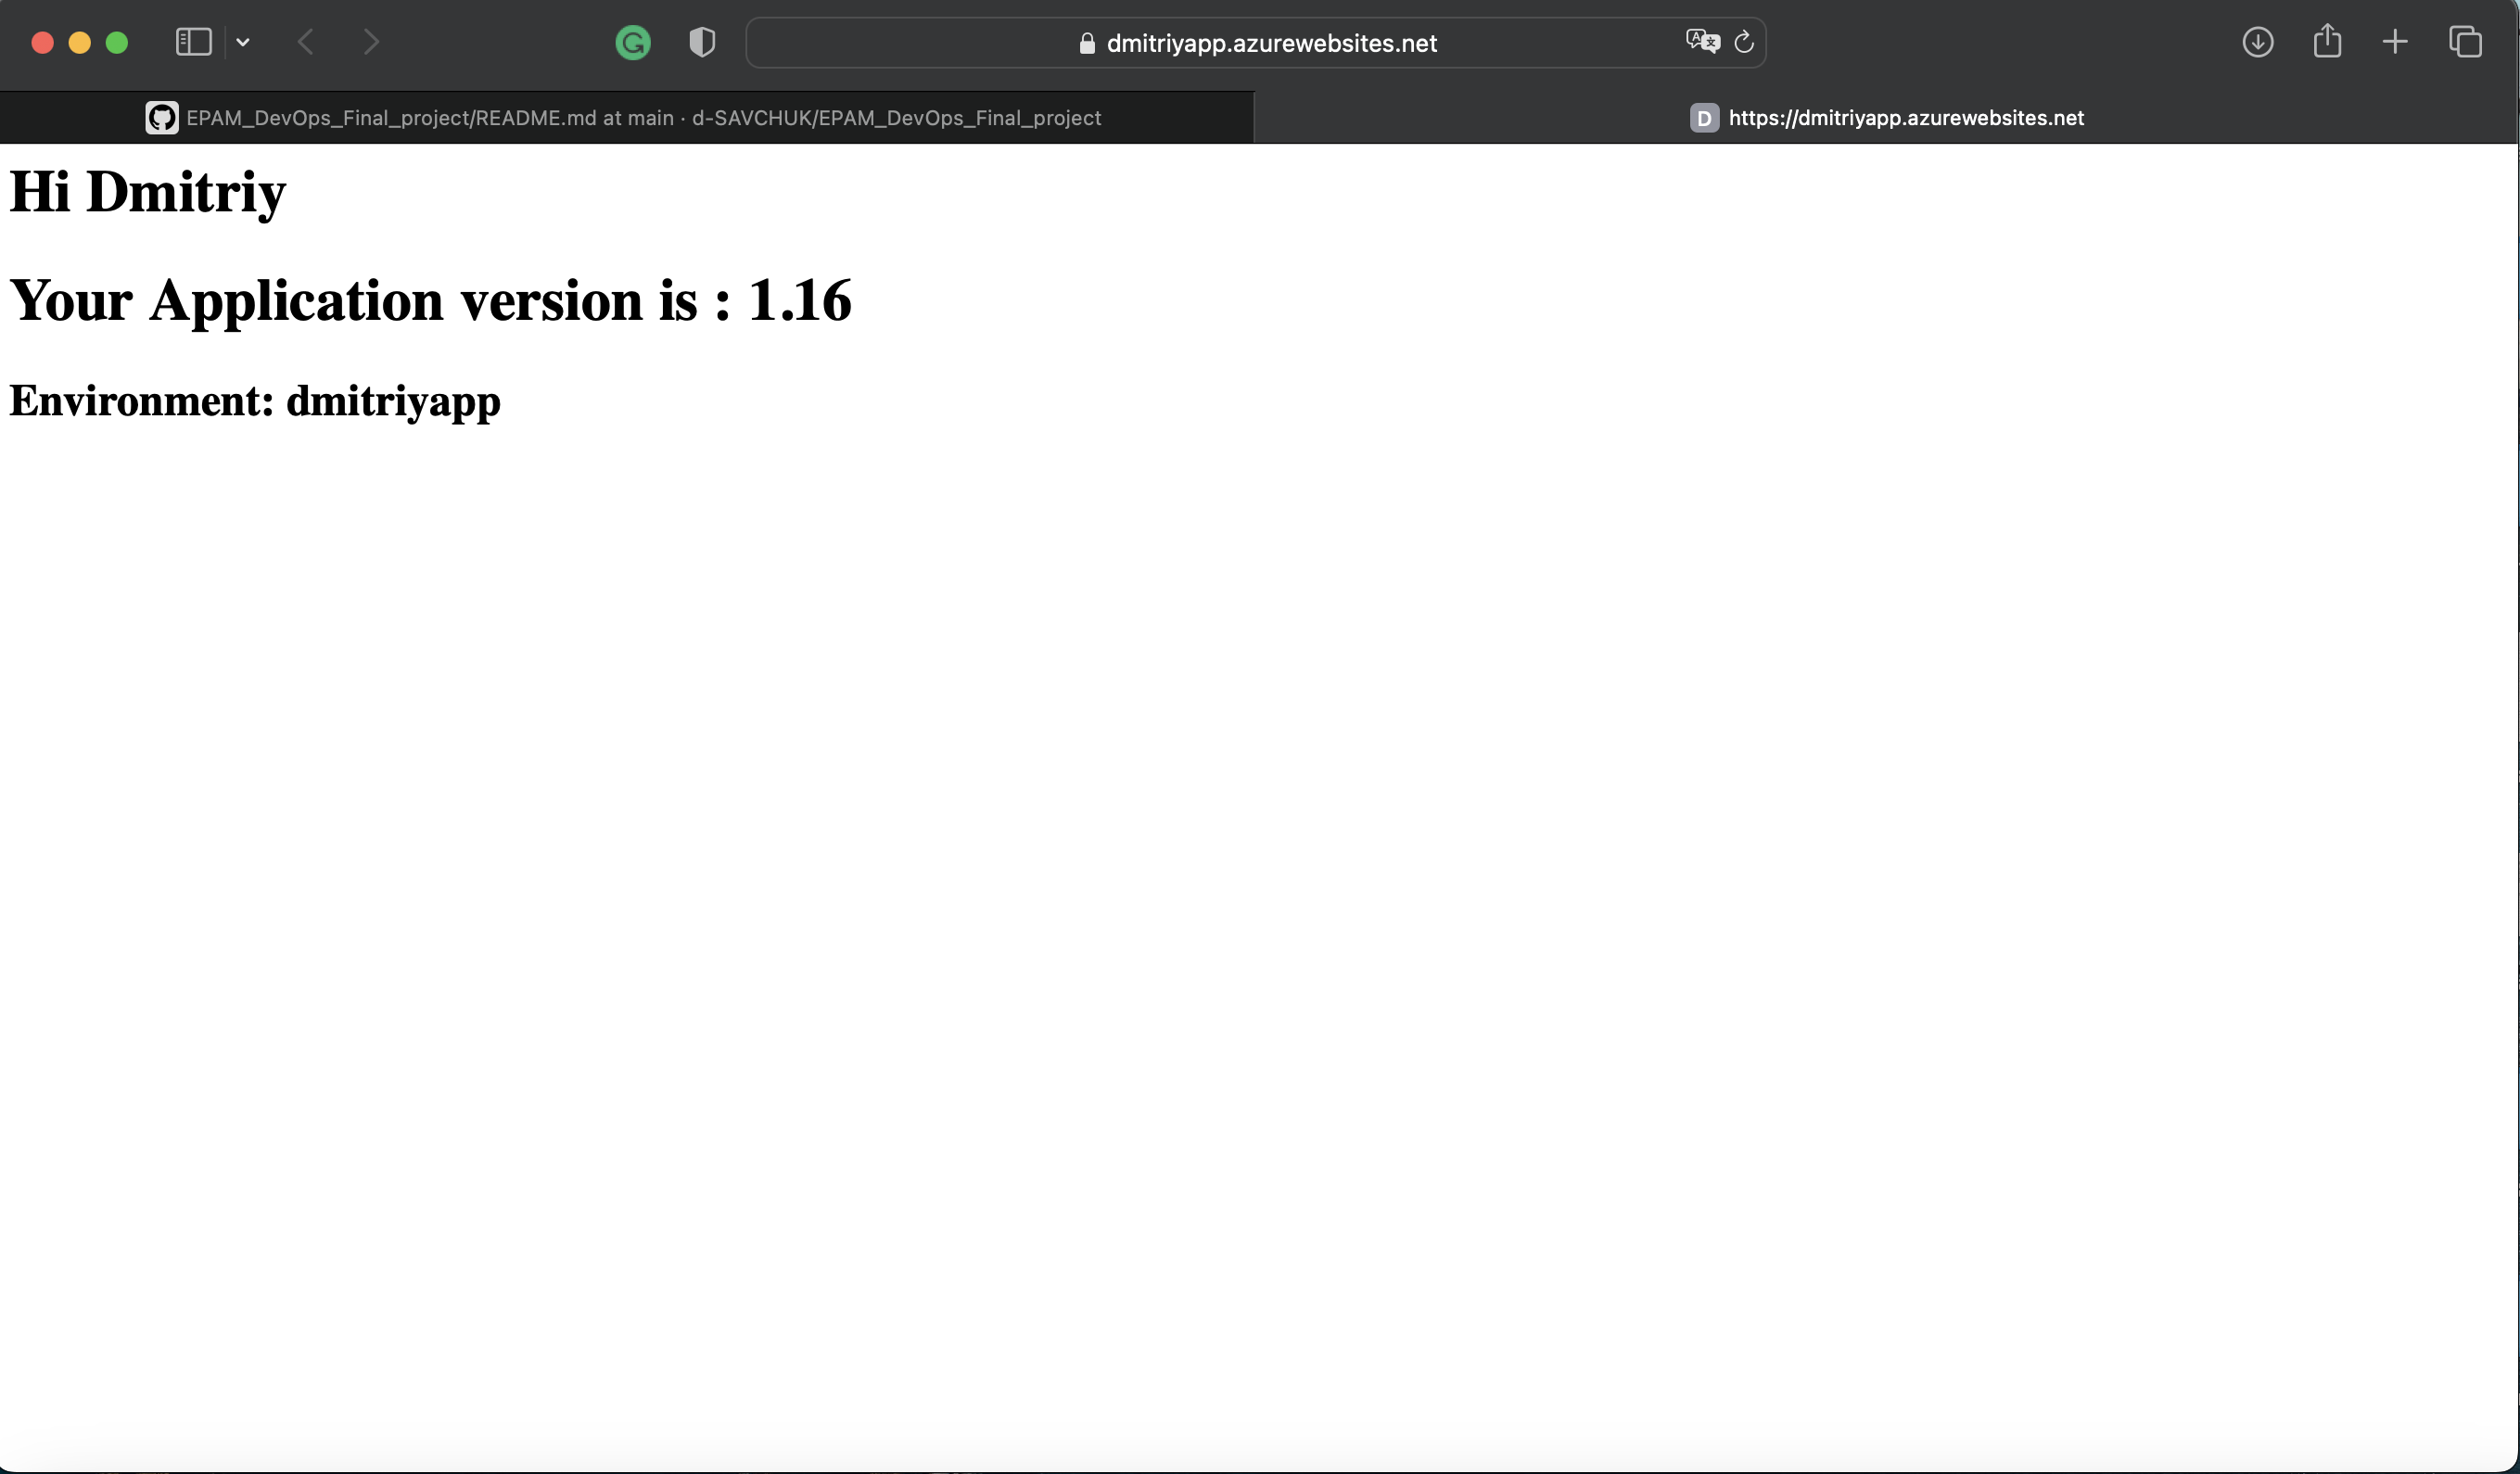 dmitriyapp.azurewebsites.net
EPAM_DevOps_Final_project/README.md at main · d-SAVCHUK/EPAM_DevOps_Final_project
D https://dmitriyapp.azurewebsites.net
Hi Dmitriy
Your Application version is : 1.16
Environment: dmitriyapp